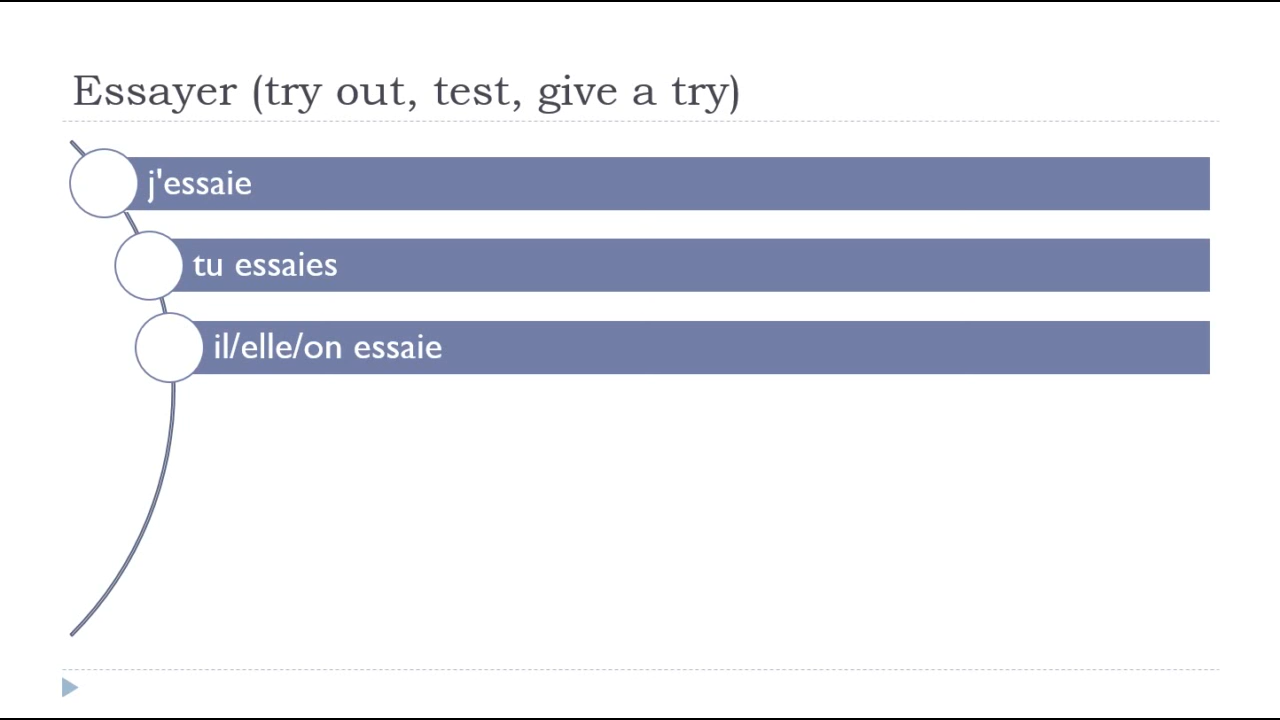 Essayer (try out, test, give a try)
j'essaie
tu essaies
il/elle/on essaie